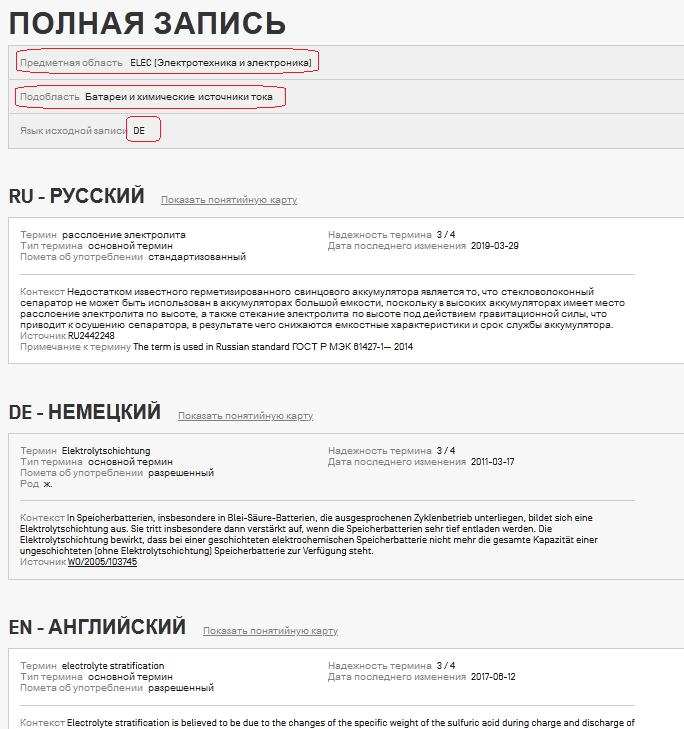 ПОЛНАЯ ЗАПИСЬ
Предметная область ELEC [Электротехника и электроника]
Подобласть Батареи и химические источники тока
Язык исходной записи DE
RU - РУССКИЙ Показать понятийную карту
Термин расслоение электролита Надежность термина 3 / 4
Тип термина основной термин Дата последнего изменения 2019-03-29
Помета об употреблении стандартизованный
Контекст Недостатком известного герметизированного свинцового аккумулятора является то, что стекловолоконный
сепаратор не может быть использован в аккумуляторах большой емкости, поскольку в высоких аккумуляторах имеет место
расслоение электролита по высоте, а также стекание электролита по высоте под действием гравитационной силы, что
приводит к осушению сепаратора, в результате чего снижаются емкостные характеристики и срок службы аккумулятора.
Источник RU2442248
Примечание к термину The term is used in Russian standard ГОСТ Р МЭК 61427-1— 2014
DE - НЕМЕЦКИЙ Показать понятийную карту
Термин Elektrolytschichtung Надежность термина 3 / 4
Тип термина основной термин Дата последнего изменения 2011-03-17
Помета об употреблении разрешенный
Род ж.
Контекст In Speicherbatterien, insbesondere in Blei-Säure-Batterien, die ausgesprochenen Zyklenbetrieb unterliegen, bildet sich eine
Elektrolytschichtung aus. Sie tritt insbesondere dann verstärkt auf, wenn die Speicherbatterien sehr tief entladen werden. Die
Elektrolytschichtung bewirkt, dass bei einer geschichteten elektrochemischen Speicherbatterie nicht mehr die gesamte Kapazität einer
ungeschichteten (ohne Elektrolytschichtung) Speicherbatterie zur Verfügung steht.
Источник WO/2005/103745
EN - АНГЛИЙСКИЙ Показать понятийную карту
Термин electrolyte stratification Надежность термина 3 / 4
Тип термина основной термин Дата последнего изменения 2017-06-12
Помета об употреблении разрешенный
Контекст Electrolyte stratification is believed to be due to the changes of the specific weight of the sulfuric acid during charge and discharge of